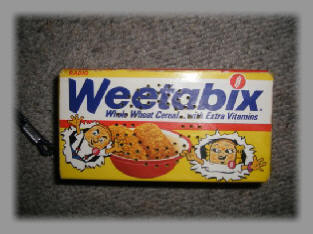 RADIO
Weetabix
Whole Wheat Cereal with Extra Vitamins